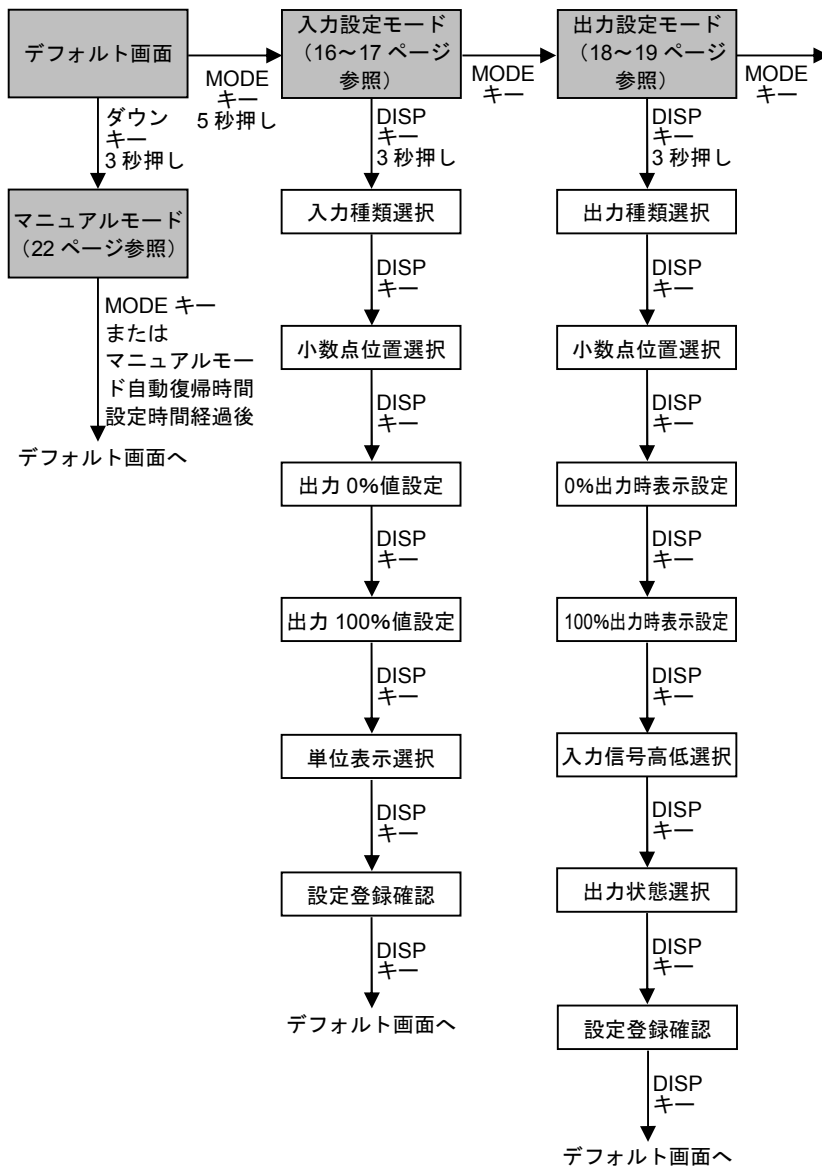 デフォルト画面
MODE
キー
5 秒押し
入力設定モード
（16～17 ページ
参照）
MODE
キー
出力設定モード
（18～19 ページ
参照）
MODE
キー
ダウン
キー
3 秒押し
マニュアルモード
（22 ページ参照）
MODE キー
または
マニュアルモー
ド自動復帰時間
設定時間経過後
デフォルト画面へ
DISP
キー
3 秒押し
入力種類選択
DISP
キー
小数点位置選択
DISP
キー
出力 0%値設定
DISP
キー
出力 100%値設定
DISP
キー
単位表示選択
DISP
キー
設定登録確認
DISP
キー
デフォルト画面へ
DISP
キー
3 秒押し
出力種類選択
DISP
キー
小数点位置選択
DISP
キー
0%出力時表示設定
DISP
キー
100%出力時表示設定
DISP
キー
入力信号高低選択
DISP
キー
出力状態選択
DISP
キー
設定登録確認
DISP
キー
デフォルト画面へ